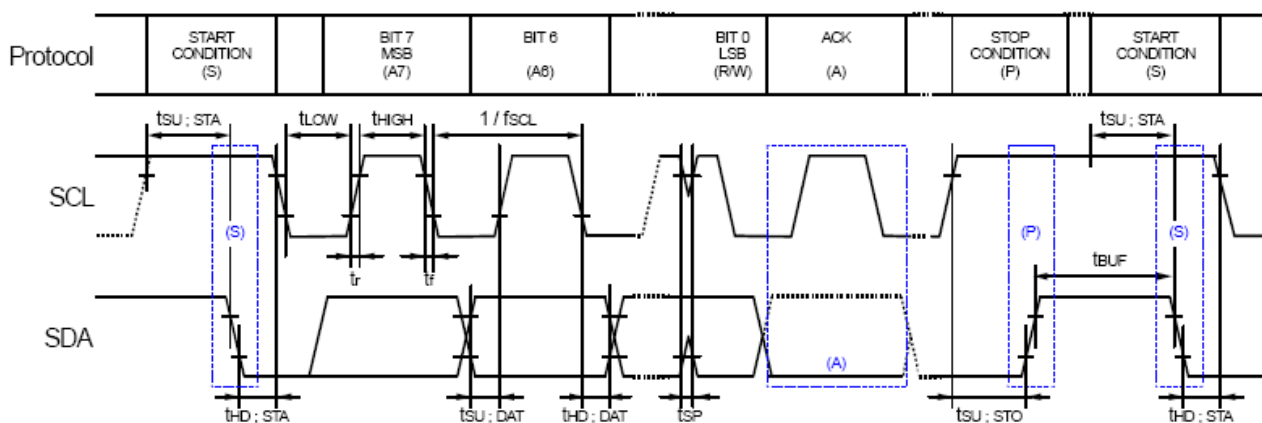 Protocol
START
CONDITION
(S)
BIT 7
MSB
(A7)
BIT 6
(A6)
BIT 0
LSB
(R/W)
ACK
(A)
STOP
CONDITION
(P)
START
CONDITION
(S)
tSU ; STA
tLOW
tHIGH
1 / fSCL
tSU ; STA
SCL
(S)
(P)
(S)
tr
tf
tBUF
SDA
(A)
tHD ; STA
tSU ; DAT
tHD ; DAT
tSP
tSU ; STO
tHD ; STA